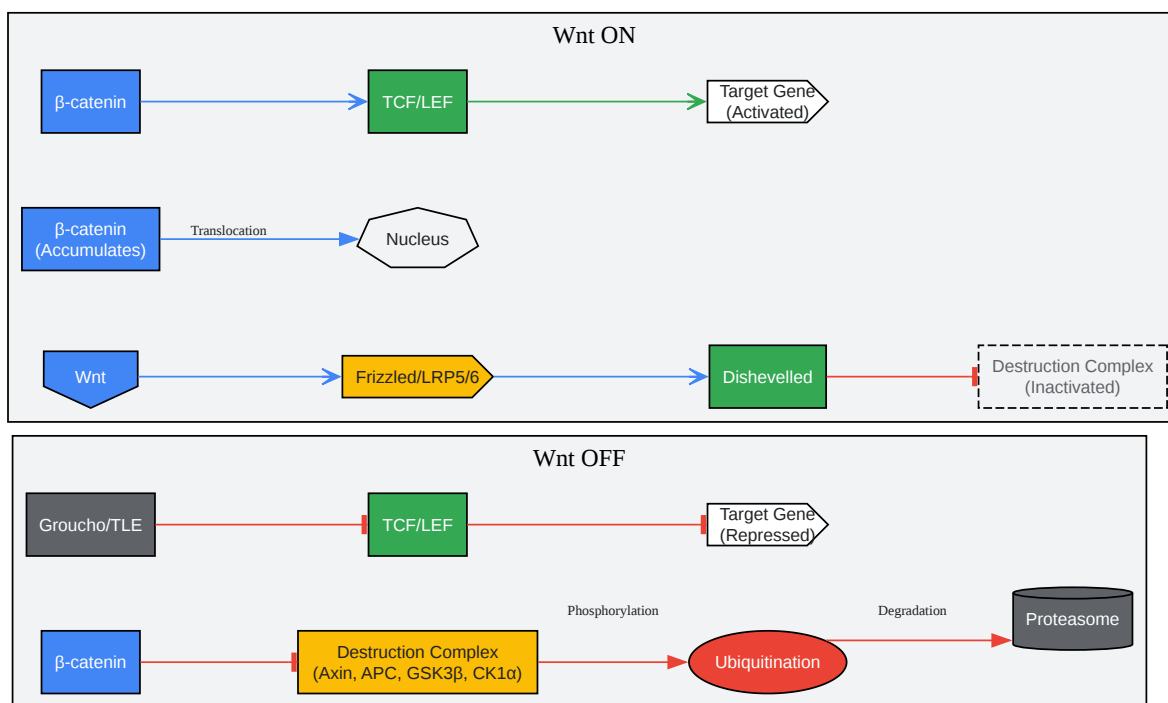 Wnt ON
β-catenin
TCF/LEF
Target Gene
(Activated)
β-catenin
(Accumulates)
Translocation
Nucleus
Wnt
Frizzled/LRP5/6
Dishevelled
Destruction Complex
(Inactivated)
Wnt OFF
Groucho/TLE
TCF/LEF
Target Gene
(Repressed)
β-catenin
Destruction Complex
(Axin, APC, GSK3β, CK1α)
Phosphorylation
Ubiquitination
Degradation
Proteasome